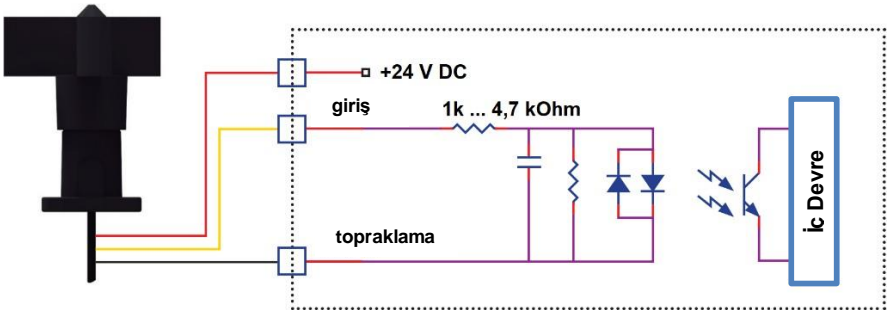 +24 V DC
giriş
1k ... 4,7 kOhm
topraklama
İc Devre